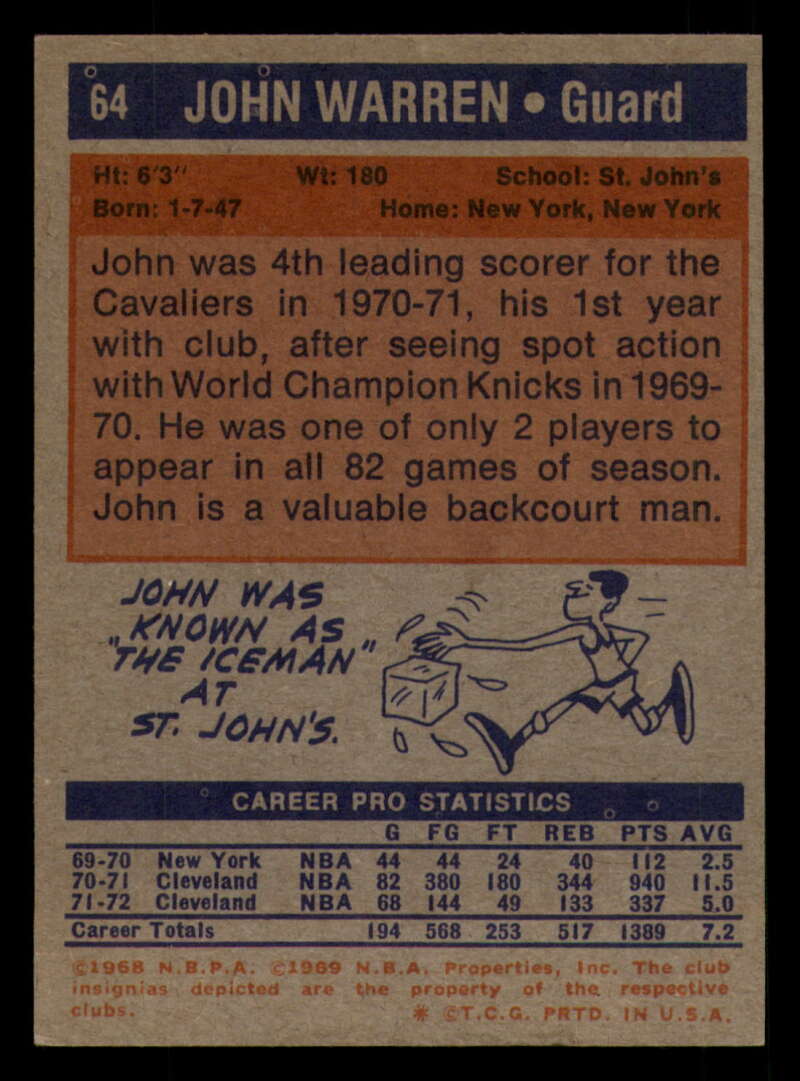 64 JOHN WARREN • Guard
Ht: 6'3" Wt: 180 School: St. John's
Born: 1-7-47 Home: New York, New York
John was 4th leading scorer for the
Cavaliers in 1970-71, his 1st year
with club, after seeing spot action
with World Champion Knicks in 1969-
70. He was one of only 2 players to
appear in all 82 games of season.
John is a valuable backcourt man.
JOHN WAS
KNOWN AS
"THE ICEMAN"
AT
ST. JOHN'S.
CAREER PRO STATISTICS
G FG FT REB PTS AVG
69-70 New York NBA 44 44 24 40 112 2.5
70-71 Cleveland NBA 82 380 180 344 940 11.5
71-72 Cleveland NBA 68 144 49 133 337 5.0
Career Totals 194 568 253 517 1389 7.2
©1968 N.B.P.A. ©1969 N.B.A. Properties, Inc. The club
insignias depicted are the property of the respective
clubs. * ©T.C.G. PRTD. IN U.S.A.